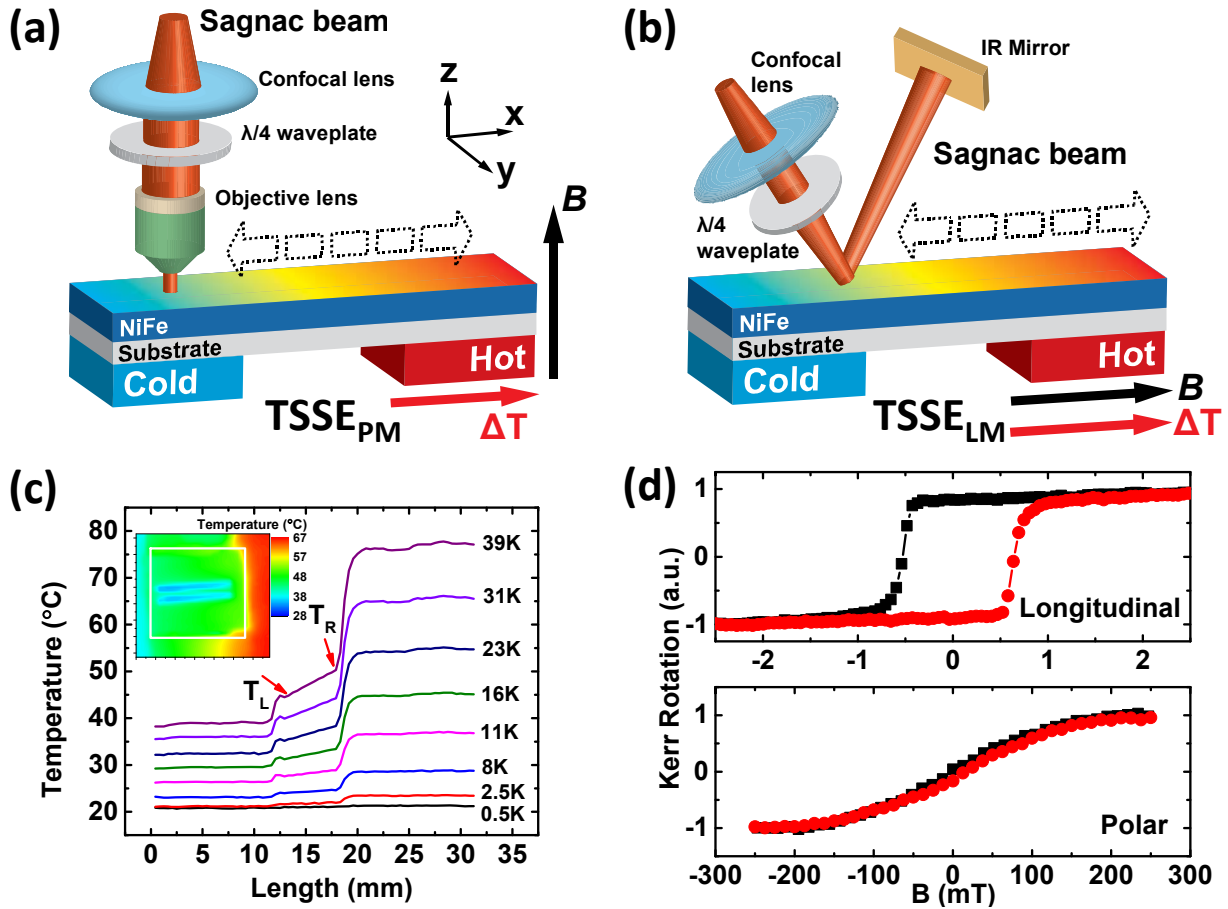 (a)
Sagnac beam
Confocal lens
λ/4 waveplate
Objective lens
z
x
y
B
NiFe
Substrate
Cold
Hot
TSSE_PM
ΔT
(b)
IR Mirror
Confocal
lens
Sagnac beam
λ/4
waveplate
NiFe
Substrate
Cold
Hot
TSSE_LM
B
ΔT
(c)
Temperature (°C)
80
70
60
50
40
30
20
Temperature (°C)
67
57
48
38
28
T_L
T_R
39K
31K
23K
16K
11K
8K
2.5K
0.5K
0 5 10 15 20 25 30 35
Length (mm)
(d)
Kerr Rotation (a.u.)
1
0
-1
Longitudinal
-2 -1 0 1 2
1
0
-1
Polar
-300 -200 -100 0 100 200 300
B (mT)